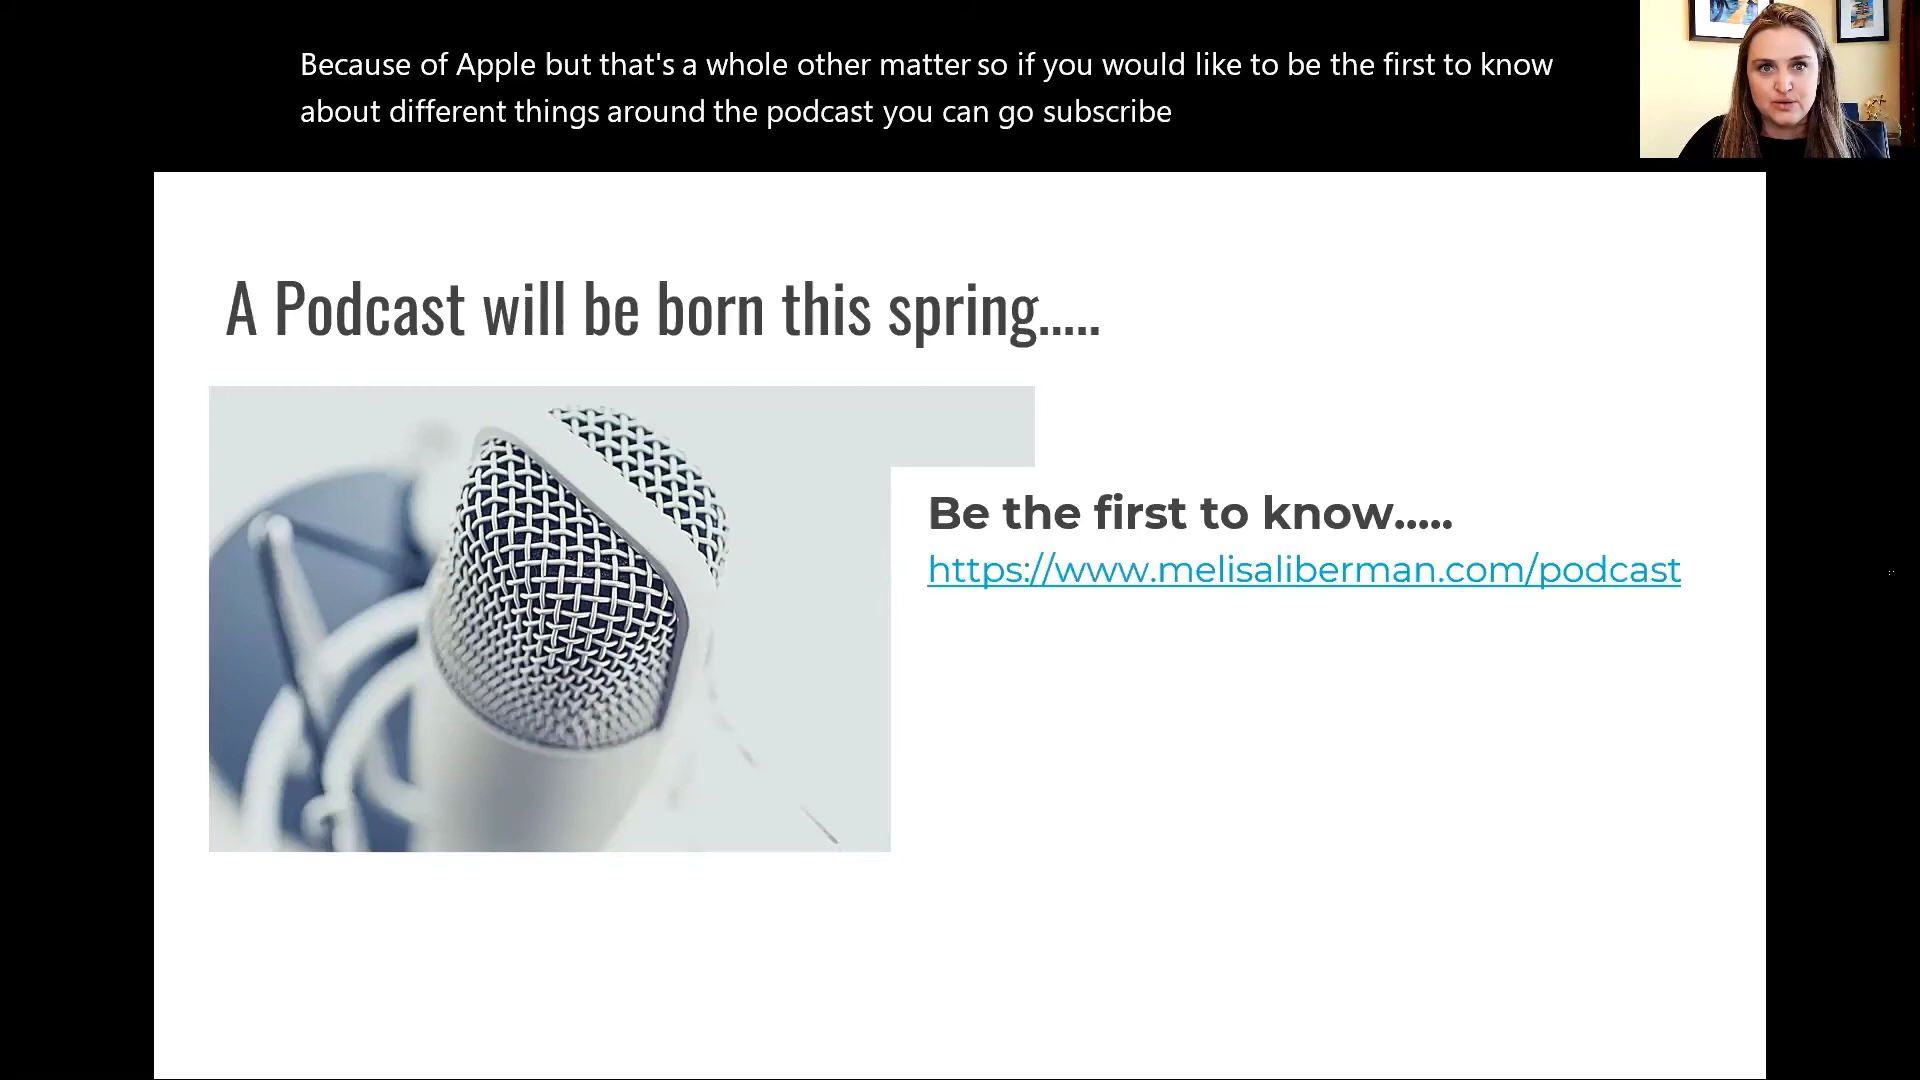 Because of Apple but that's a whole other matter so if you would like to be the first to know
about different things around the podcast you can go subscribe
A Podcast will be born this spring.....
Be the first to know.....
https://www.melisaliberman.com/podcast